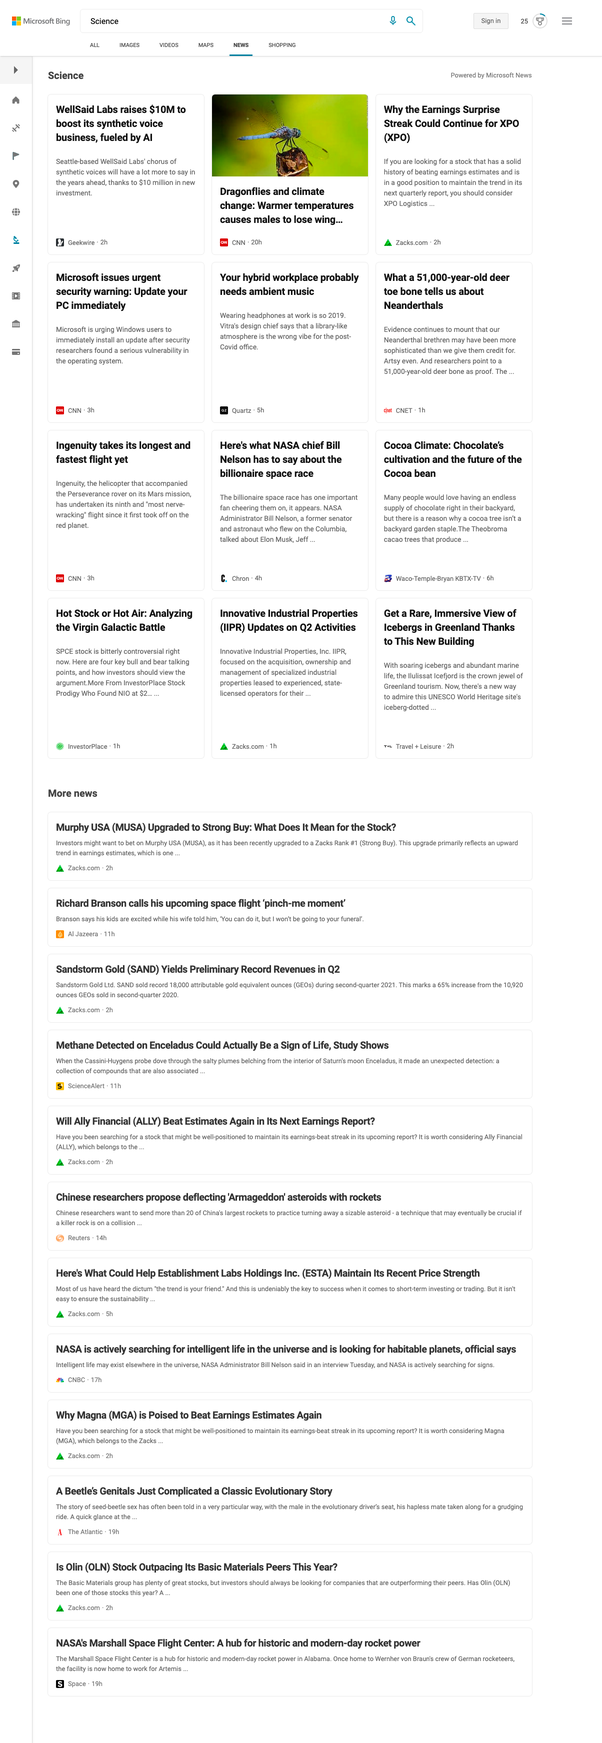 Microsoft Bing
Science
Sign in
25
ALL
IMAGES
VIDEOS
MAPS
NEWS
SHOPPING
Science
Powered by Microsoft News
WellSaid Labs raises $10M to
boost its synthetic voice
business, fueled by AI
Seattle-based WellSaid Labs' chorus of
synthetic voices will have a lot more to say in
the years ahead, thanks to $10 million in new
investment.
Geekwire · 2h
Dragonflies and climate
change: Warmer temperatures
causes males to lose wing...
CNN · 20h
Why the Earnings Surprise
Streak Could Continue for XPO
(XPO)
If you are looking for a stock that has a solid
history of beating earnings estimates and is
in a good position to maintain the trend in its
next quarterly report, you should consider
XPO Logistics ...
Zacks.com · 2h
Microsoft issues urgent
security warning: Update your
PC immediately
Microsoft is urging Windows users to
immediately install an update after security
researchers found a serious vulnerability in
the operating system.
CNN · 3h
Your hybrid workplace probably
needs ambient music
Wearing headphones at work is so 2019.
Vitra's design chief says that a library-like
atmosphere is the wrong vibe for the post-
Covid office.
Quartz · 5h
What a 51,000-year-old deer
toe bone tells us about
Neanderthals
Evidence continues to mount that our
Neanderthal brethren may have been more
sophisticated than we give them credit for.
Artsy even. And researchers point to a
51,000-year-old deer bone as proof. The ...
CNET · 1h
Ingenuity takes its longest and
fastest flight yet
Ingenuity, the helicopter that accompanied
the Perseverance rover on its Mars mission,
has undertaken its ninth and "most nerve-
wracking" flight since it first took off on the
red planet.
CNN · 3h
Here's what NASA chief Bill
Nelson has to say about the
billionaire space race
The billionaire space race has one important
fan cheering them on, it appears. NASA
Administrator Bill Nelson, a former senator
and astronaut who flew on the Columbia,
talked about Elon Musk, Jeff ...
Chron · 4h
Cocoa Climate: Chocolate's
cultivation and the future of the
Cocoa bean
Many people would love having an endless
supply of chocolate right in their backyard,
but there is a reason why a cocoa tree isn't a
backyard garden staple.The Theobroma
cacao trees that produce ...
Waco-Temple-Bryan KBTX-TV · 6h
Hot Stock or Hot Air: Analyzing
the Virgin Galactic Battle
SPCE stock is bitterly controversial right
now. Here are four key bull and bear talking
points, and how investors should view the
argument.More From InvestorPlace Stock
Prodigy Who Found NIO at $2... ...
InvestorPlace · 1h
Innovative Industrial Properties
(IIPR) Updates on Q2 Activities
Innovative Industrial Properties, Inc. IIPR,
focused on the acquisition, ownership and
management of specialized industrial
properties leased to experienced, state-
licensed operators for their ...
Zacks.com · 1h
Get a Rare, Immersive View of
Icebergs in Greenland Thanks
to This New Building
With soaring icebergs and abundant marine
life, the Ilulissat Icefjord is the crown jewel of
Greenland tourism. Now, there's a new way
to admire this UNESCO World Heritage site's
iceberg-dotted ...
Travel + Leisure · 2h
More news
Murphy USA (MUSA) Upgraded to Strong Buy: What Does It Mean for the Stock?
Investors might want to bet on Murphy USA (MUSA), as it has been recently upgraded to a Zacks Rank #1 (Strong Buy). This upgrade primarily reflects an upward
trend in earnings estimates, which is one ...
Zacks.com · 2h
Richard Branson calls his upcoming space flight 'pinch-me moment'
Branson says his kids are excited while his wife told him, 'You can do it, but I won't be going to your funeral'.
Al Jazeera · 11h
Sandstorm Gold (SAND) Yields Preliminary Record Revenues in Q2
Sandstorm Gold Ltd. SAND sold record 18,000 attributable gold equivalent ounces (GEOs) during second-quarter 2021. This marks a 65% increase from the 10,920
ounces GEOs sold in second-quarter 2020.
Zacks.com · 2h
Methane Detected on Enceladus Could Actually Be a Sign of Life, Study Shows
When the Cassini-Huygens probe dove through the salty plumes belching from the interior of Saturn's moon Enceladus, it made an unexpected detection: a
collection of compounds that are also associated ...
ScienceAlert · 11h
Will Ally Financial (ALLY) Beat Estimates Again in Its Next Earnings Report?
Have you been searching for a stock that might be well-positioned to maintain its earnings-beat streak in its upcoming report? It is worth considering Ally Financial
(ALLY), which belongs to the ...
Zacks.com · 2h
Chinese researchers propose deflecting 'Armageddon' asteroids with rockets
Chinese researchers want to send more than 20 of China's largest rockets to practice turning away a sizable asteroid - a technique that may eventually be crucial if
a killer rock is on a collision ...
Reuters · 14h
Here's What Could Help Establishment Labs Holdings Inc. (ESTA) Maintain Its Recent Price Strength
Most of us have heard the dictum "the trend is your friend." And this is undeniably the key to success when it comes to short-term investing or trading. But it isn't
easy to ensure the sustainability ...
Zacks.com · 5h
NASA is actively searching for intelligent life in the universe and is looking for habitable planets, official says
Intelligent life may exist elsewhere in the universe, NASA Administrator Bill Nelson said in an interview Tuesday, and NASA is actively searching for signs.
CNBC · 17h
Why Magna (MGA) is Poised to Beat Earnings Estimates Again
Have you been searching for a stock that might be well-positioned to maintain its earnings-beat streak in its upcoming report? It is worth considering Magna
(MGA), which belongs to the Zacks ...
Zacks.com · 2h
A Beetle's Genitals Just Complicated a Classic Evolutionary Story
The story of seed-beetle sex has often been told in a very particular way, with the male in the evolutionary driver's seat, his hapless mate taken along for a grudging
ride. A quick glance at the ...
The Atlantic · 19h
Is Olin (OLN) Stock Outpacing Its Basic Materials Peers This Year?
The Basic Materials group has plenty of great stocks, but investors should always be looking for companies that are outperforming their peers. Has Olin (OLN)
been one of those stocks this year? A ...
Zacks.com · 2h
NASA's Marshall Space Flight Center: A hub for historic and modern-day rocket power
The Marshall Space Flight Center is a hub for historic and modern-day rocket power in Alabama. Once home to Wernher von Braun's crew of German rocketeers,
the facility is now home to work for Artemis ...
Space · 19h